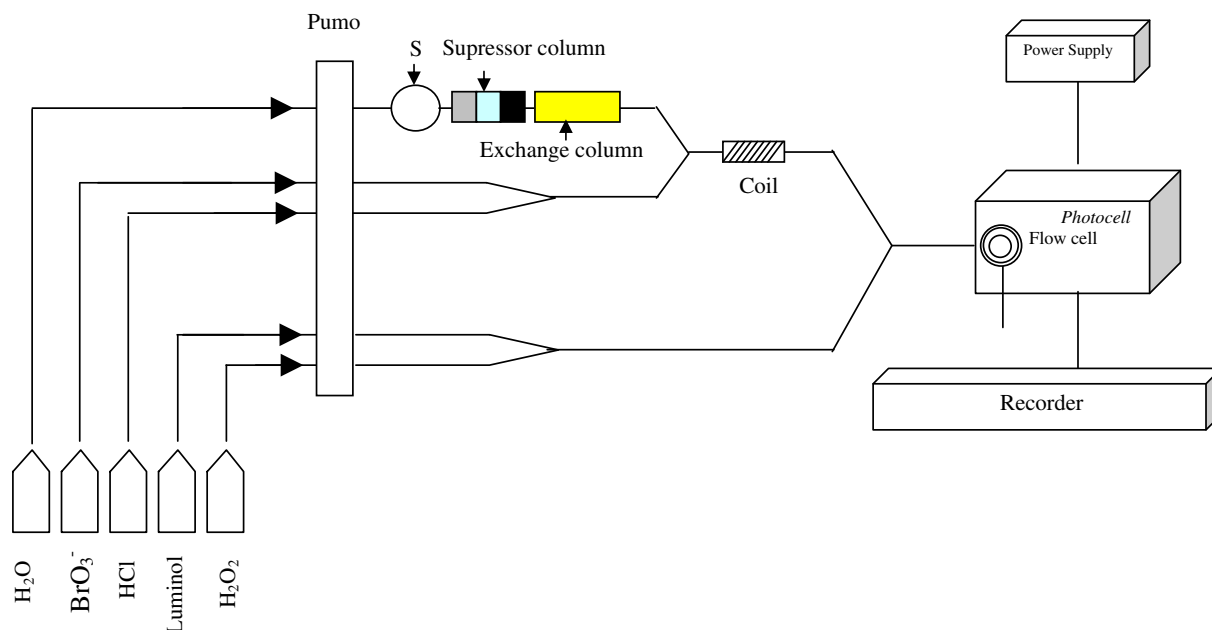 Pumo
S
Supressor column
Power Supply
Exchange column
Coil
Photocell
Flow cell
Recorder
H₂O
BrO₃⁻
HCl
Luminol
H₂O₂